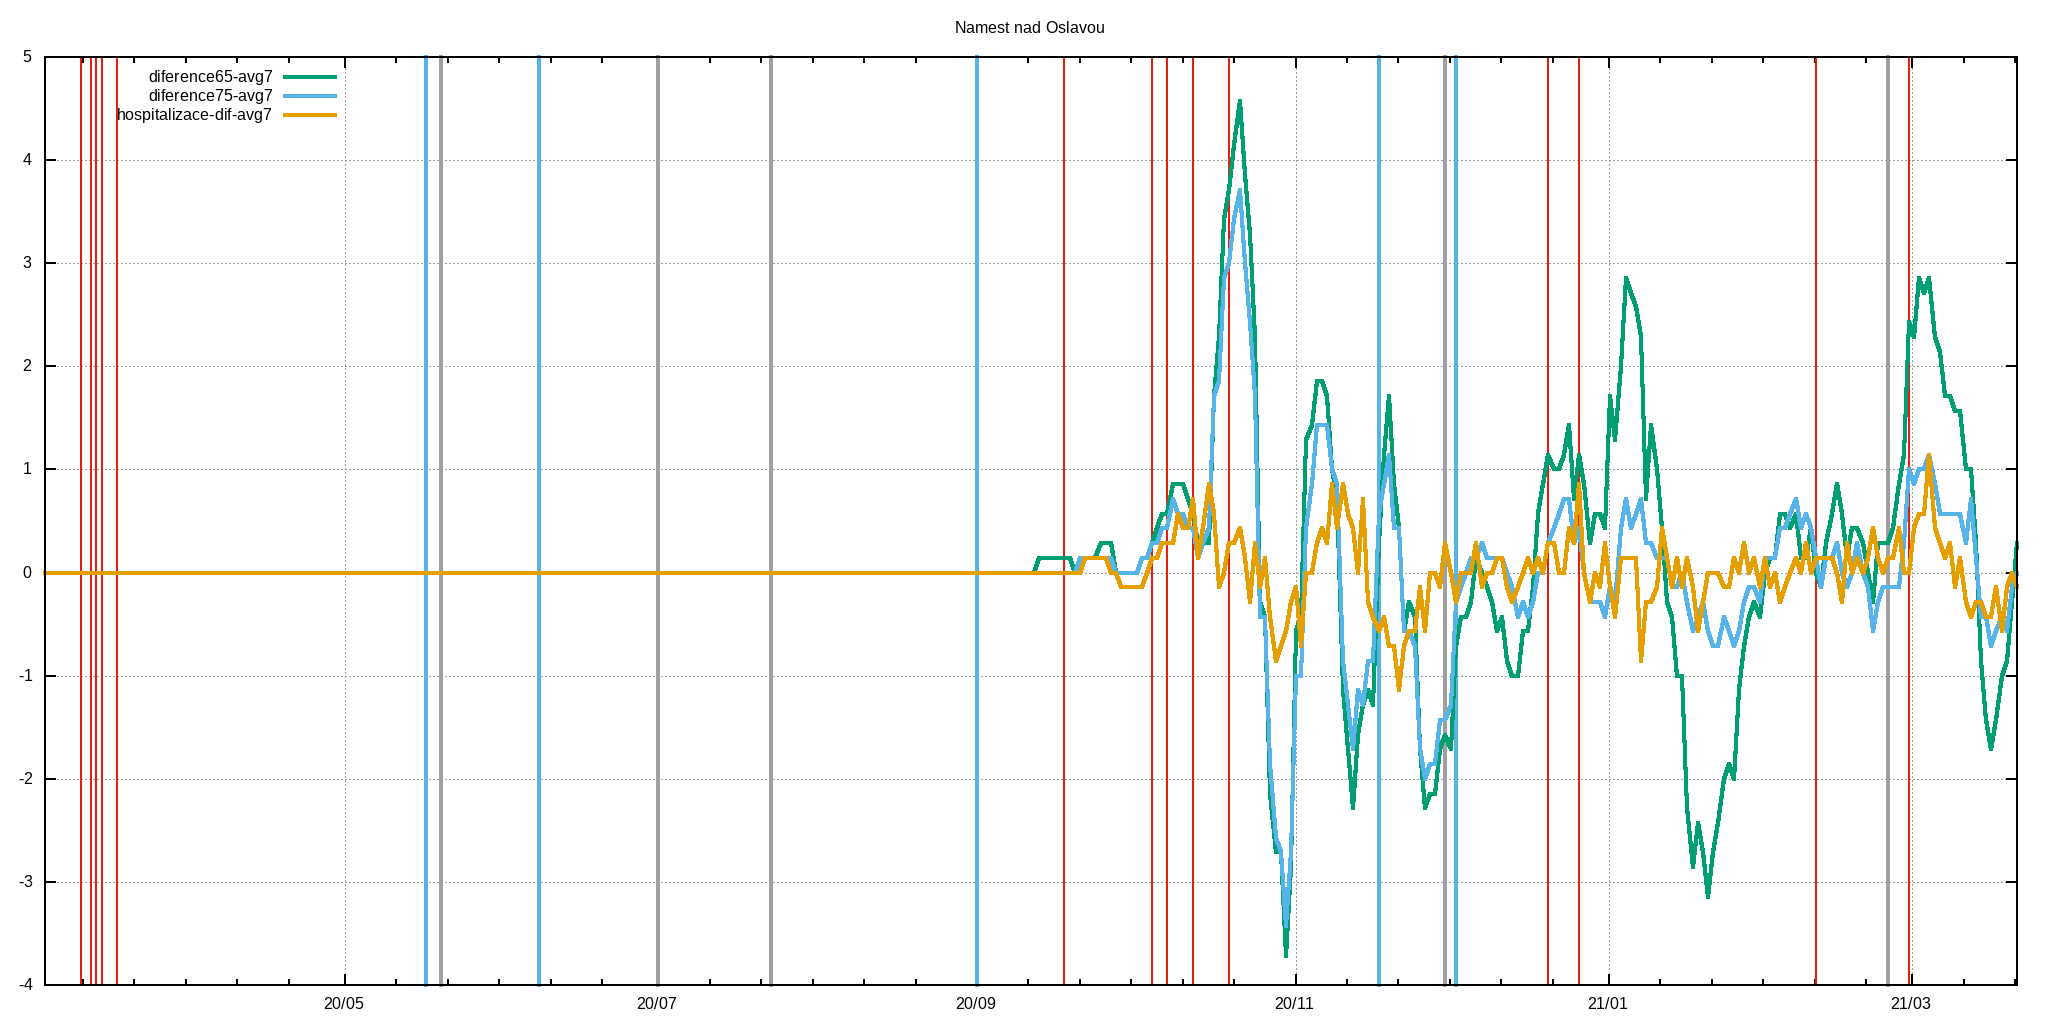 Namest nad Oslavou
5
4
3
2
1
0
-1
-2
-3
-4
diference65-avg7
diference75-avg7
hospitalizace-dif-avg7
20/05 20/07 20/09 20/11 21/01 21/03